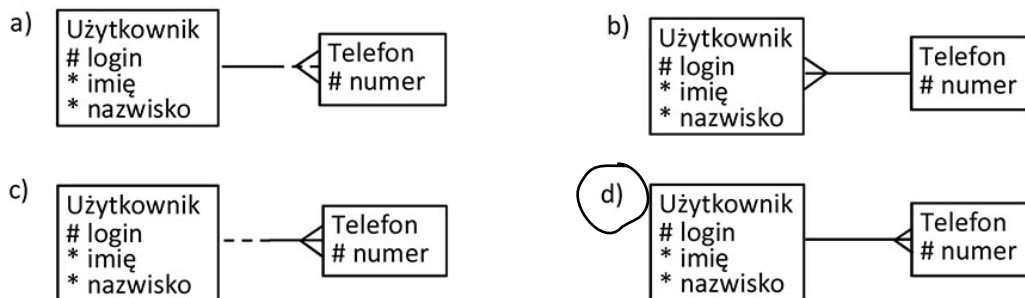 a)
Użytkownik
# login
* imię
* nazwisko
Telefon
# numer
b)
Użytkownik
# login
* imię
* nazwisko
Telefon
# numer
c)
Użytkownik
# login
* imię
* nazwisko
Telefon
# numer
d)
Użytkownik
# login
* imię
* nazwisko
Telefon
# numer